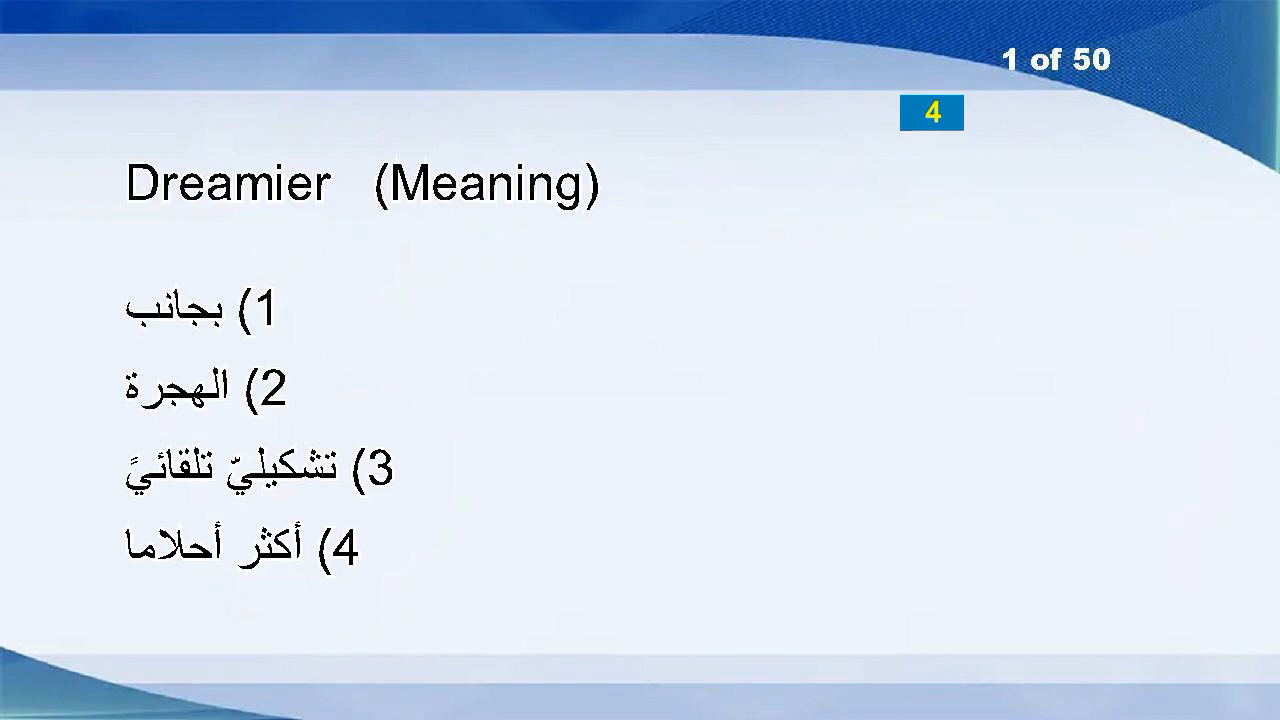 1 of 50
4
Dreamier (Meaning)
1) بجانب
2) الهجرة
3) تشكيليّ تلقائيً
4) أكثر أحلاما